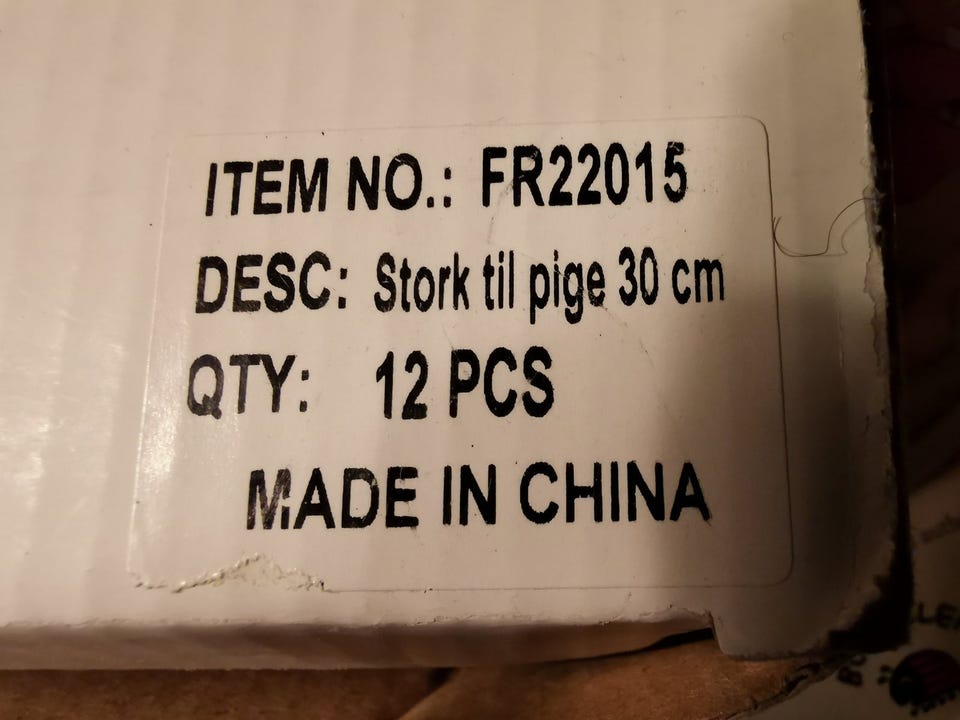 ITEM NO.: FR22015
DESC: Stork til pige 30 cm
QTY: 12 PCS
MADE IN CHINA